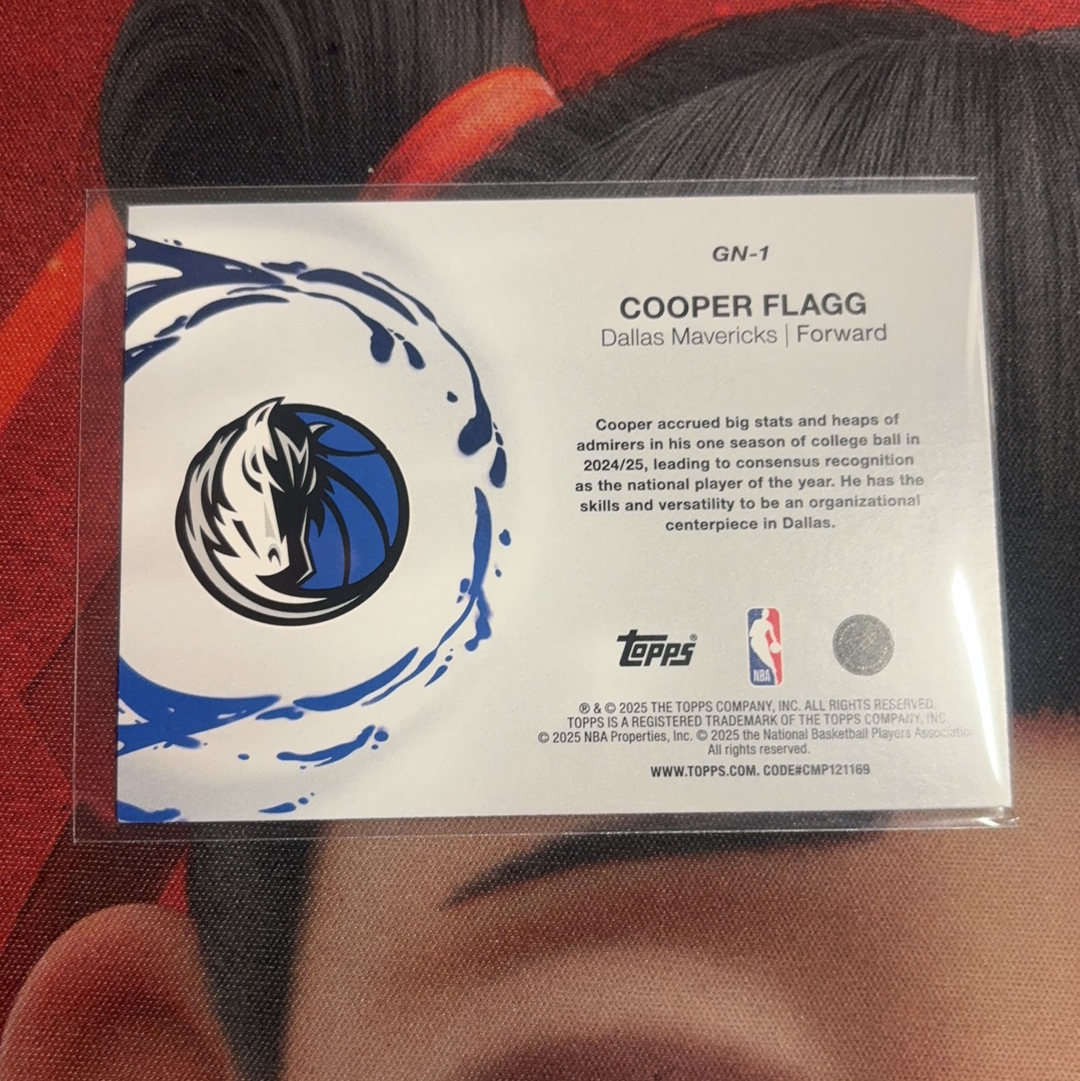 GN-1
COOPER FLAGG
Dallas Mavericks | Forward
Cooper accrued big stats and heaps of
admirers in his one season of college ball in
2024/25, leading to consensus recognition
as the national player of the year. He has the
skills and versatility to be an organizational
centerpiece in Dallas.
topps®
NBA
® & © 2025 THE TOPPS COMPANY, INC. ALL RIGHTS RESERVED.
TOPPS IS A REGISTERED TRADEMARK OF THE TOPPS COMPANY, INC.
© 2025 NBA Properties, Inc. © 2025 the National Basketball Players Association
All rights reserved.
WWW.TOPPS.COM. CODE#CMP121169